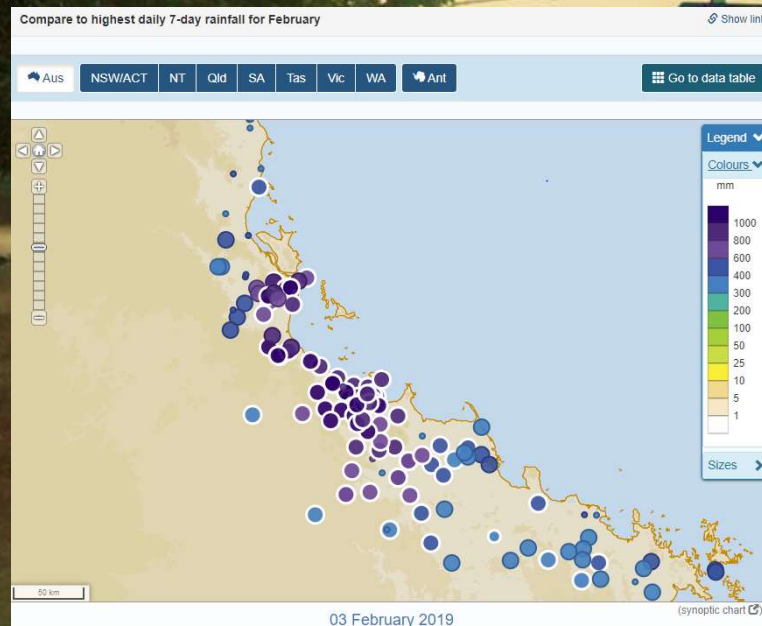 Compare to highest daily 7-day rainfall for February
Show link
Aus NSW/ACT NT Qld SA Tas Vic WA Ant
Go to data table
Legend
Colours
mm
1000
800
600
400
300
200
100
50
25
10
5
1
Sizes
50 km
03 February 2019
(synoptic chart)